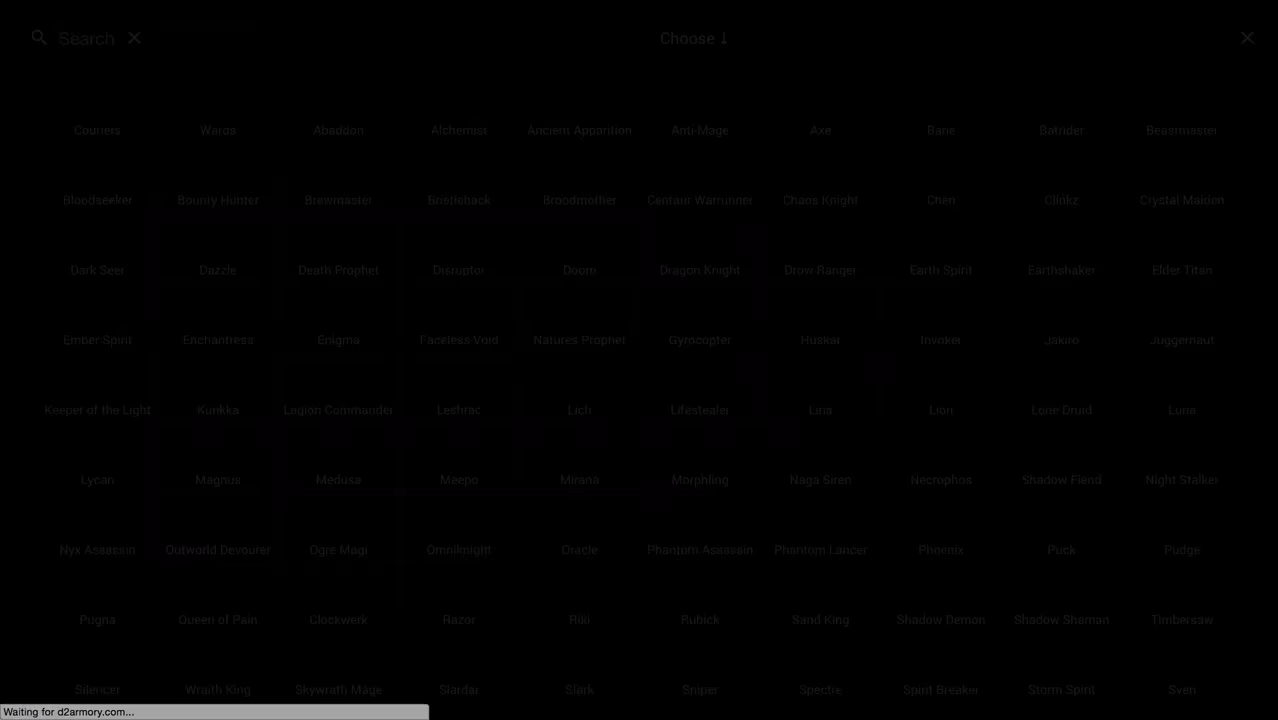 Search Choose ↓
Couriers Wards Abaddon Alchemist Ancient Apparition Anti-Mage Axe Bane Batrider Beastmaster
Bloodseeker Bounty Hunter Brewmaster Bristleback Broodmother Centaur Warrunner Chaos Knight Chen Clinkz Crystal Maiden
Dark Seer Dazzle Death Prophet Disruptor Doom Dragon Knight Drow Ranger Earth Spirit Earthshaker Elder Titan
Ember Spirit Enchantress Enigma Faceless Void Natures Prophet Gyrocopter Huskar Invoker Jakiro Juggernaut
Keeper of the Light Kunkka Legion Commander Leshrac Lich Lifestealer Lina Lion Lone Druid Luna
Lycan Magnus Medusa Meepo Mirana Morphling Naga Siren Necrophos Shadow Fiend Night Stalker
Nyx Assassin Outworld Devourer Ogre Magi Omniknight Oracle Phantom Assassin Phantom Lancer Phoenix Puck Pudge
Pugna Queen of Pain Clockwerk Razor Riki Rubick Sand King Shadow Demon Shadow Shaman Timbersaw
Silencer Wraith King Skywrath Mage Slardar Slark Sniper Spectre Spirit Breaker Storm Spirit Sven
Waiting for d2armory.com...